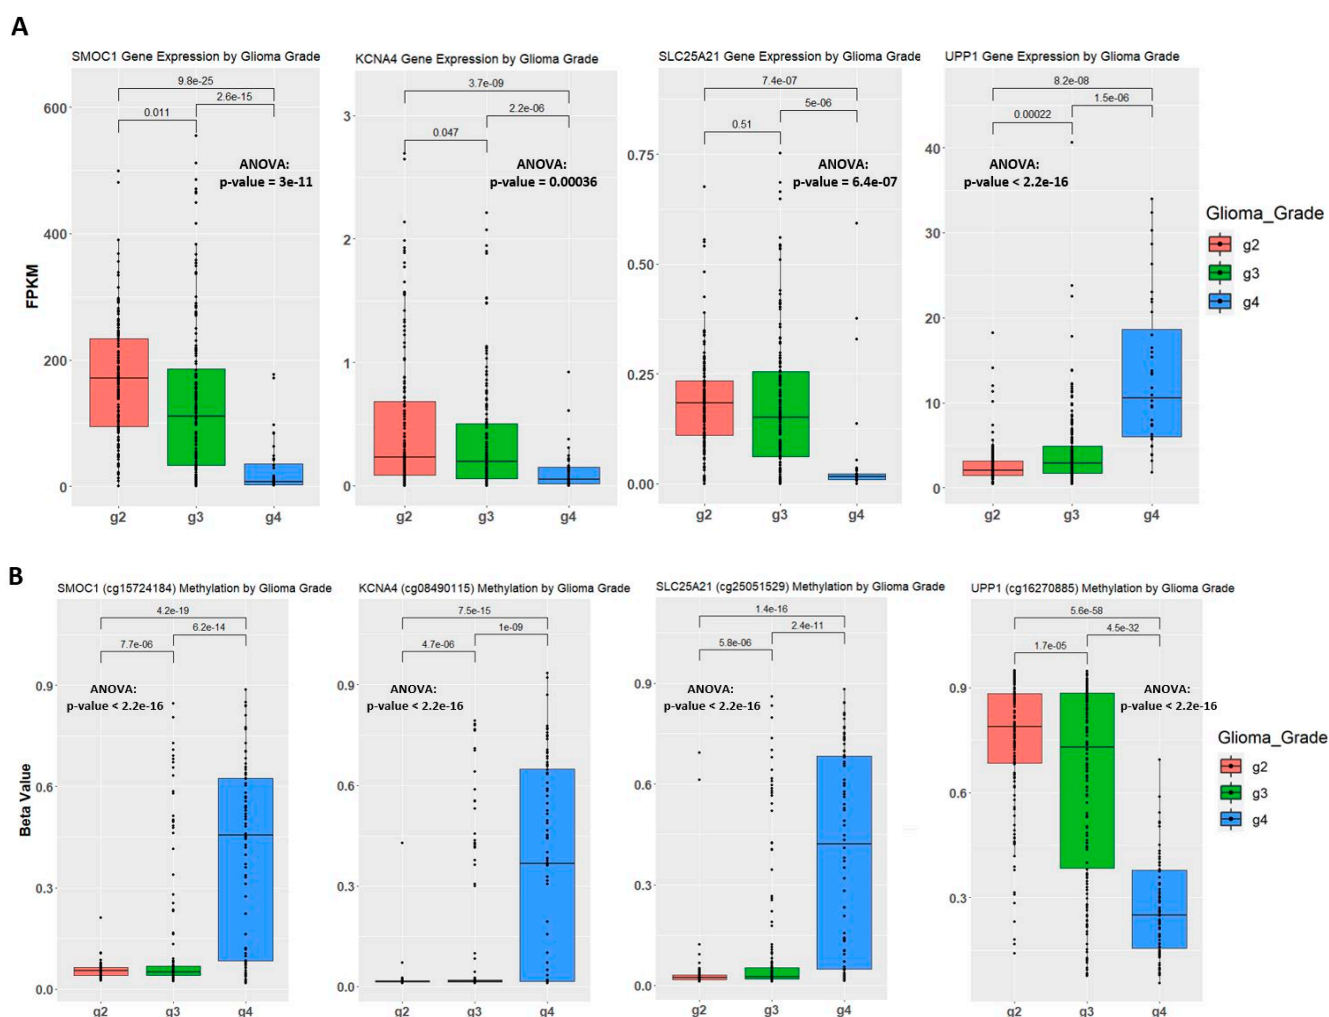 A
SMOC1 Gene Expression by Glioma Grade
9.8e-25
2.6e-15
0.011
ANOVA:
p-value = 3e-11
600
400
200
0
FPKM
g2 g3 g4
KCNA4 Gene Expression by Glioma Grade
3.7e-09
2.2e-06
0.047
ANOVA:
p-value = 0.00036
3
2
1
0
g2 g3 g4
SLC25A21 Gene Expression by Glioma Grade
7.4e-07
5e-06
0.51
ANOVA:
p-value = 6.4e-07
0.75
0.50
0.25
0.00
g2 g3 g4
UPP1 Gene Expression by Glioma Grade
8.2e-08
1.5e-06
0.00022
ANOVA:
p-value < 2.2e-16
40
30
20
10
0
g2 g3 g4
Glioma_Grade
g2
g3
g4
B
SMOC1 (cg15724184) Methylation by Glioma Grade
4.2e-19
6.2e-14
7.7e-06
ANOVA:
p-value < 2.2e-16
0.9
0.6
0.3
0.0
Beta Value
g2 g3 g4
KCNA4 (cg08490115) Methylation by Glioma Grade
7.5e-15
1e-09
4.7e-06
ANOVA:
p-value < 2.2e-16
0.9
0.6
0.3
0.0
g2 g3 g4
SLC25A21 (cg25051529) Methylation by Glioma Grade
1.4e-16
2.4e-11
5.8e-06
ANOVA:
p-value < 2.2e-16
0.9
0.6
0.3
0.0
g2 g3 g4
UPP1 (cg16270885) Methylation by Glioma Grade
5.6e-58
4.5e-32
1.7e-05
ANOVA:
p-value < 2.2e-16
0.9
0.6
0.3
g2 g3 g4
Glioma_Grade
g2
g3
g4